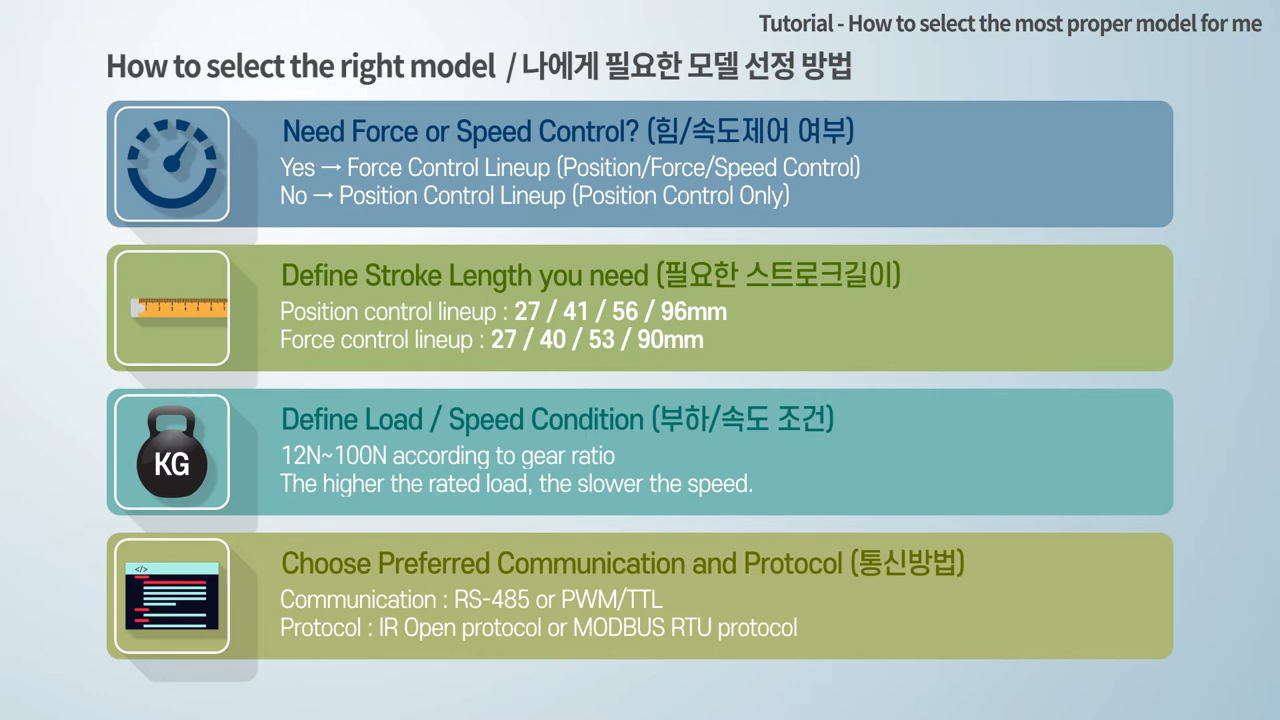 Tutorial - How to select the most proper model for me
How to select the right model / 나에게 필요한 모델 선정 방법
Need Force or Speed Control? (힘/속도제어 여부)
Yes → Force Control Lineup (Position/Force/Speed Control)
No → Position Control Lineup (Position Control Only)
Define Stroke Length you need (필요한 스트로크길이)
Position control lineup : 27 / 41 / 56 / 96mm
Force control lineup : 27 / 40 / 53 / 90mm
KG
Define Load / Speed Condition (부하/속도 조건)
12N~100N according to gear ratio
The higher the rated load, the slower the speed.
</>
Choose Preferred Communication and Protocol (통신방법)
Communication : RS-485 or PWM/TTL
Protocol : IR Open protocol or MODBUS RTU protocol